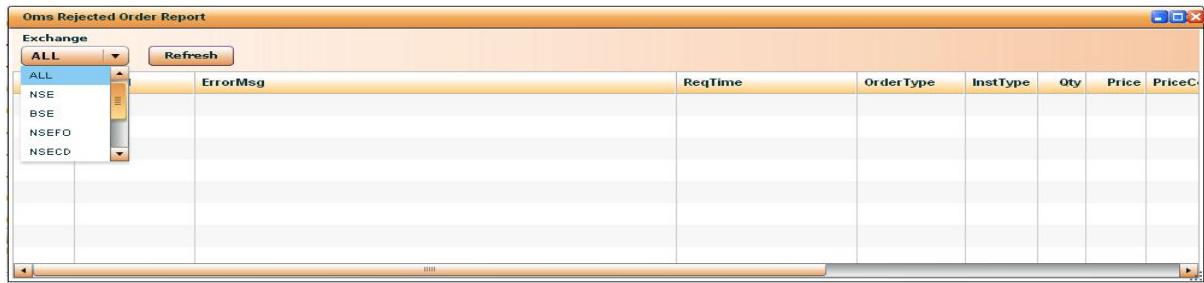 Oms Rejected Order Report
Exchange
ALL Refresh
ErrorMsg ReqTime OrderType InstType Qty Price
ALL
NSE
BSE
NSEFO
NSECD